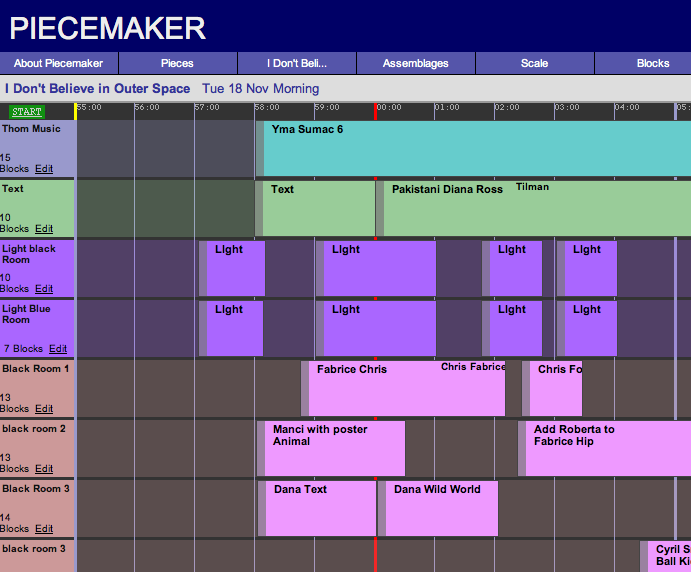 PIECEMAKER
About Piecemaker Pieces I Don't Beli... Assemblages Scale Blocks
I Don't Believe in Outer Space Tue 18 Nov Morning
START 55:00 56:00 57:00 58:00 59:00 00:00 01:00 02:00 03:00 04:00 05:
Thom Music
15
Blocks Edit
Yma Sumac 6
Text
10
Blocks Edit
Text
Pakistani Diana Ross Tilman
Light black
Room
10
Blocks Edit
LIght LIght LIght LIght
Light Blue
Room
7 Blocks Edit
LIght LIght LIght LIght
Black Room 1
13
Blocks Edit
Fabrice Chris Chris Fabrice
Chris Fo
black room 2
13
Blocks Edit
Manci with poster
Animal
Add Roberta to
Fabrice Hip
Black Room 3
14
Blocks Edit
Dana Text
Dana Wild World
black room 3
Cyril S
Ball Ki